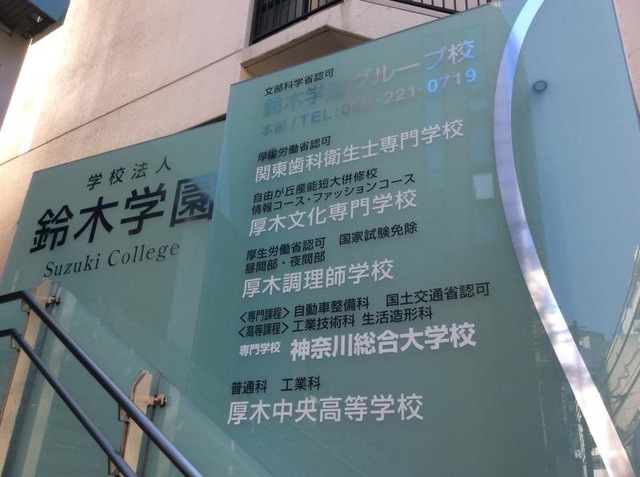 学校法人
鈴木学園
Suzuki College
文部科学省認可
鈴木学園グループ校
本部/TEL:046-221-0719
厚生労働省認可
関東歯科衛生士専門学校
自由が丘産能短大併修校
情報コース・ファッションコース
厚木文化専門学校
厚生労働省認可 国家試験免除
昼間部・夜間部
厚木調理師学校
〈専門課程〉自動車整備科 国土交通省認可
〈高等課程〉工業技術科 生活造形科
専門学校 神奈川総合大学校
普通科 工業科
厚木中央高等学校